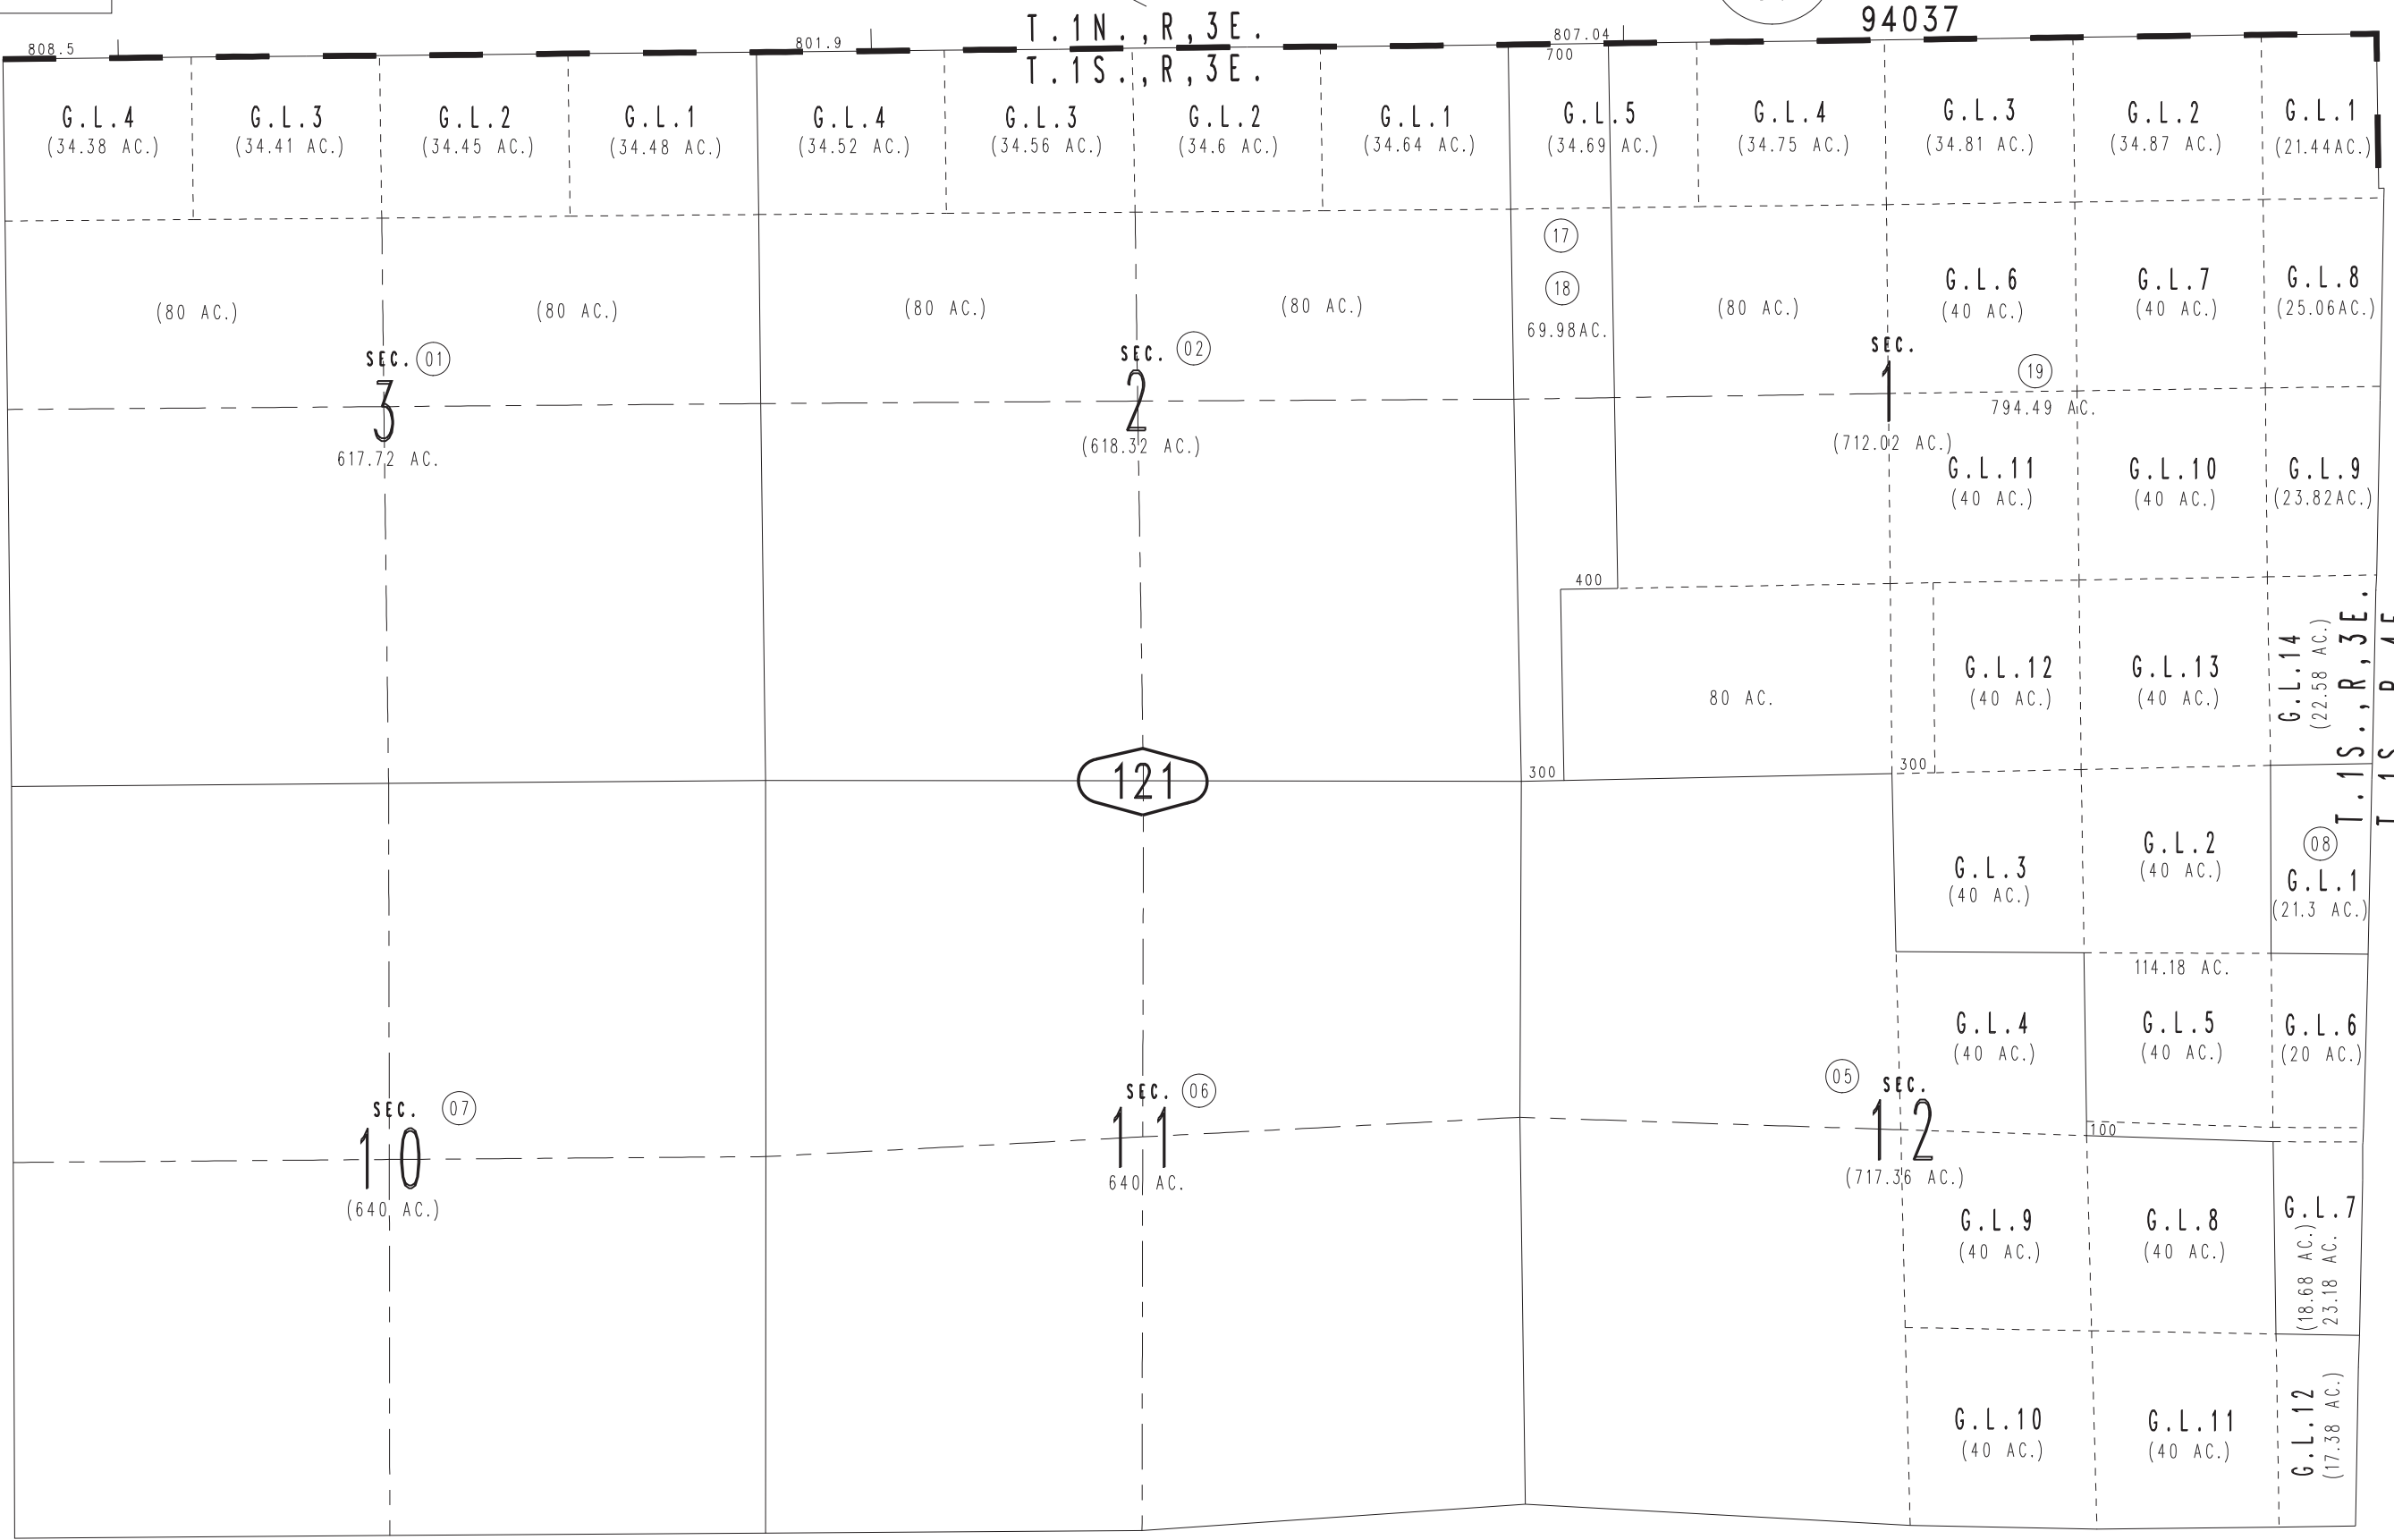 T.1N.,R,3E.
94037
808.5
801.9
807.04
700
T.1S.,R,3E.
G.L.4
(34.38 AC.)
G.L.3
(34.41 AC.)
G.L.2
(34.45 AC.)
G.L.1
(34.48 AC.)
G.L.4
(34.52 AC.)
G.L.3
(34.56 AC.)
G.L.2
(34.6 AC.)
G.L.1
(34.64 AC.)
G.L.5
(34.69 AC.)
G.L.4
(34.75 AC.)
G.L.3
(34.81 AC.)
G.L.2
(34.87 AC.)
G.L.1
(21.44AC.)
17
18
69.98AC.
(80 AC.)
(80 AC.)
(80 AC.)
(80 AC.)
(80 AC.)
G.L.6
(40 AC.)
G.L.7
(40 AC.)
G.L.8
(25.06AC.)
SEC. 01
3
617.72 AC.
SEC. 02
2
(618.32 AC.)
SEC.
1
(712.02 AC.)
19
794.49 AC.
G.L.11
(40 AC.)
G.L.10
(40 AC.)
G.L.9
(23.82AC.)
400
80 AC.
G.L.12
(40 AC.)
G.L.13
(40 AC.)
G.L.14
(22.58 AC.)
T.1S.,R,3E.
121
300
300
G.L.3
(40 AC.)
G.L.2
(40 AC.)
08
G.L.1
(21.3 AC.)
114.18 AC.
G.L.4
(40 AC.)
G.L.5
(40 AC.)
G.L.6
(20 AC.)
SEC. 07
10
(640 AC.)
SEC. 06
11
640 AC.
05 SEC.
12
(717.36 AC.)
100
G.L.9
(40 AC.)
G.L.8
(40 AC.)
G.L.7
(18.68 AC.)
23.18 AC.
G.L.10
(40 AC.)
G.L.11
(40 AC.)
G.L.12
(17.38 AC.)